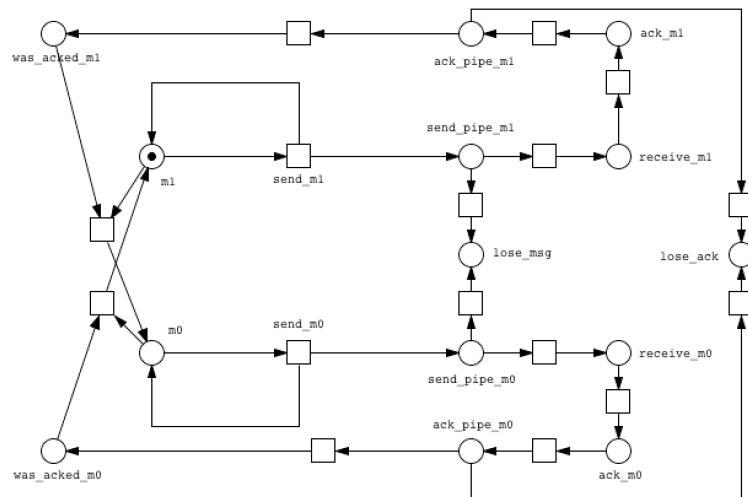 was_acked_m1
ack_pipe_m1
ack_m1
send_pipe_m1
m1
send_m1
receive_m1
lose_msg
lose_ack
m0
send_m0
receive_m0
send_pipe_m0
ack_pipe_m0
was_acked_m0
ack_m0